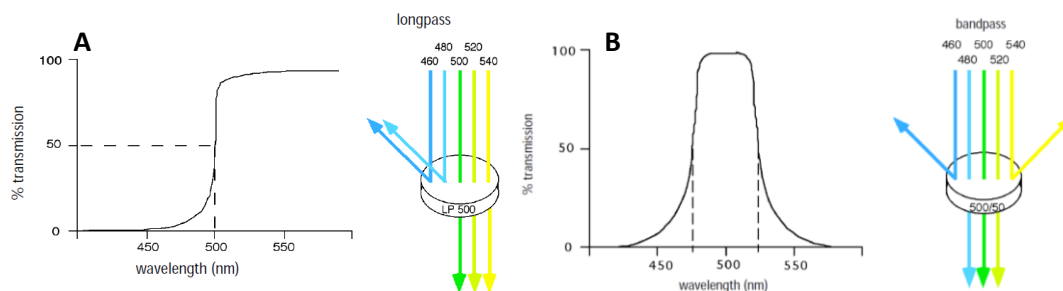 A
longpass
480 520
460 500 540
100
50
0
% transmission
450 500 550
wavelength (nm)
LP 500
B
bandpass
460 500 540
480 520
100
50
0
% transmission
450 500 550
wavelength (nm)
500/50